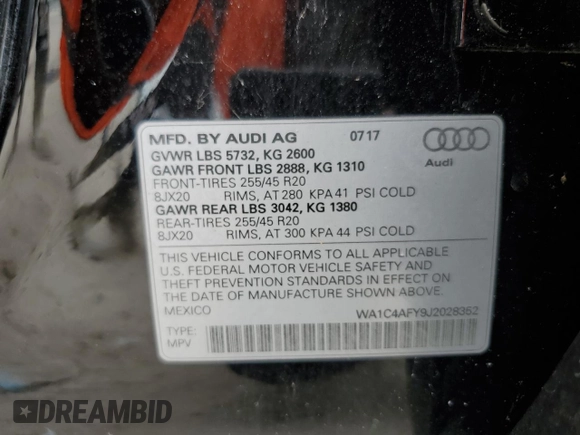 MFD. BY AUDI AG 07/17
GVWR LBS 5732, KG 2600
GAWR FRONT LBS 2888, KG 1310
FRONT-TIRES 255/45 R20
8JX20 RIMS, AT 280 KPA 41 PSI COLD
GAWR REAR LBS 3042, KG 1380
REAR-TIRES 255/45 R20
8JX20 RIMS, AT 300 KPA 44 PSI COLD
Audi
THIS VEHICLE CONFORMS TO ALL APPLICABLE
U.S. FEDERAL MOTOR VEHICLE SAFETY AND
THEFT PREVENTION STANDARDS IN EFFECT ON
THE DATE OF MANUFACTURE SHOWN ABOVE.
MEXICO WA1C4AFY9J2028352
TYPE:
MPV
DREAMBID